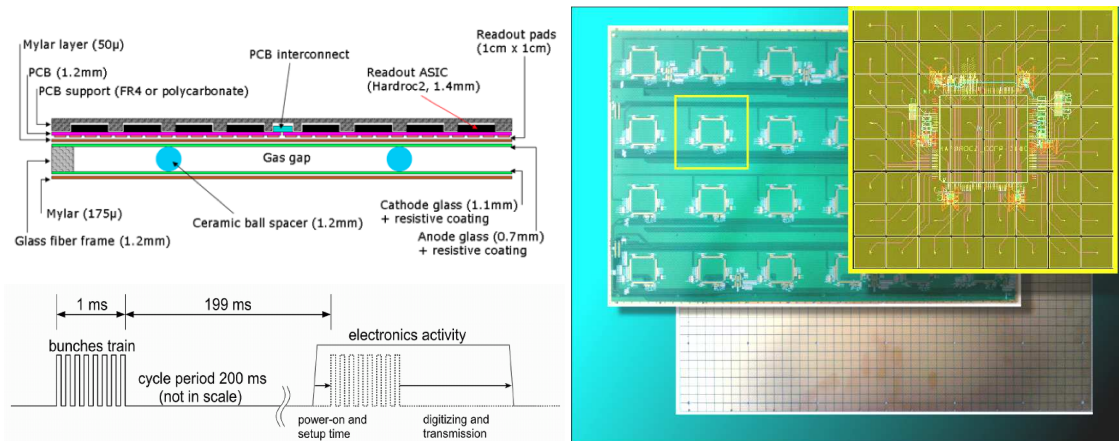 Mylar layer (50μ)
PCB (1.2mm)
PCB support (FR4 or polycarbonate)
PCB interconnect
Readout pads
(1cm x 1cm)
Readout ASIC
(Hardroc2, 1.4mm)
Gas gap
Mylar (175μ)
Glass fiber frame (1.2mm)
Ceramic ball spacer (1.2mm)
Cathode glass (1.1mm)
+ resistive coating
Anode glass (0.7mm)
+ resistive coating
1 ms
199 ms
bunches train
electronics activity
cycle period 200 ms
(not in scale)
power-on and
setup time
digitizing and
transmission